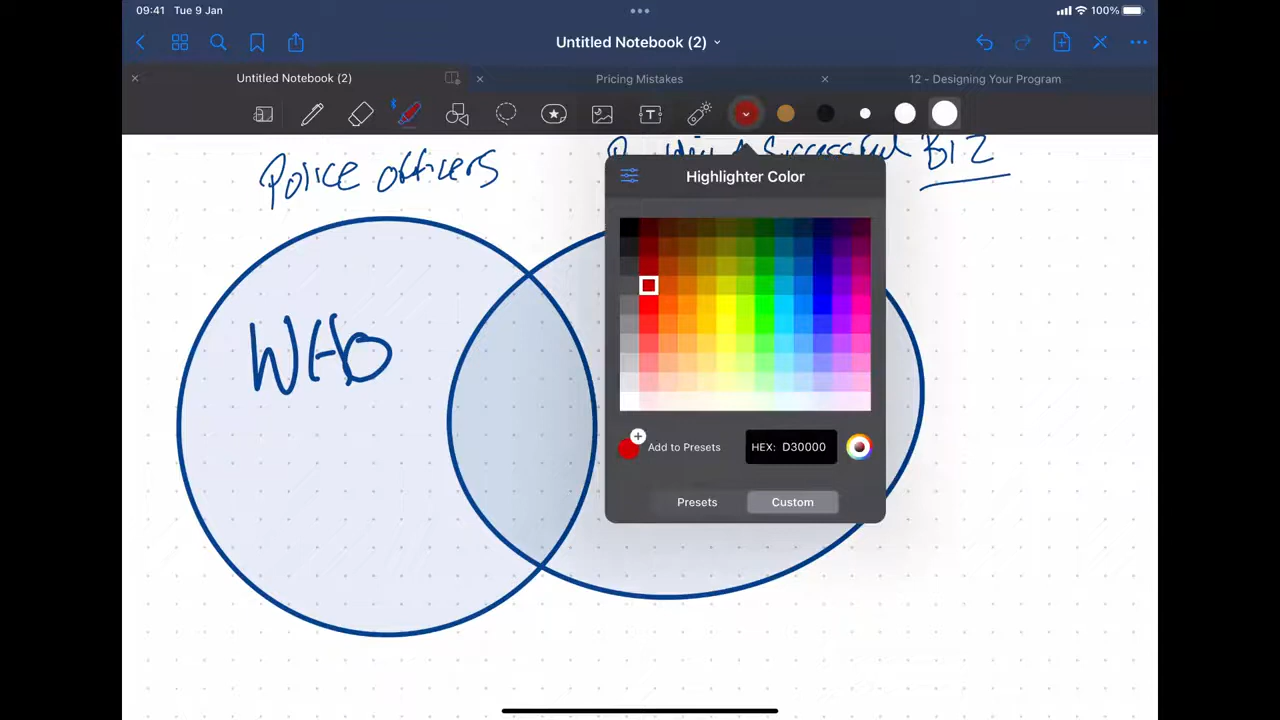 09:41 Tue 9 Jan
100%
Untitled Notebook (2)
Untitled Notebook (2)
Pricing Mistakes
12 - Designing Your Program
Police officers
Successful BIZ
Highlighter Color
WHO
Add to Presets
HEX: D30000
Presets
Custom